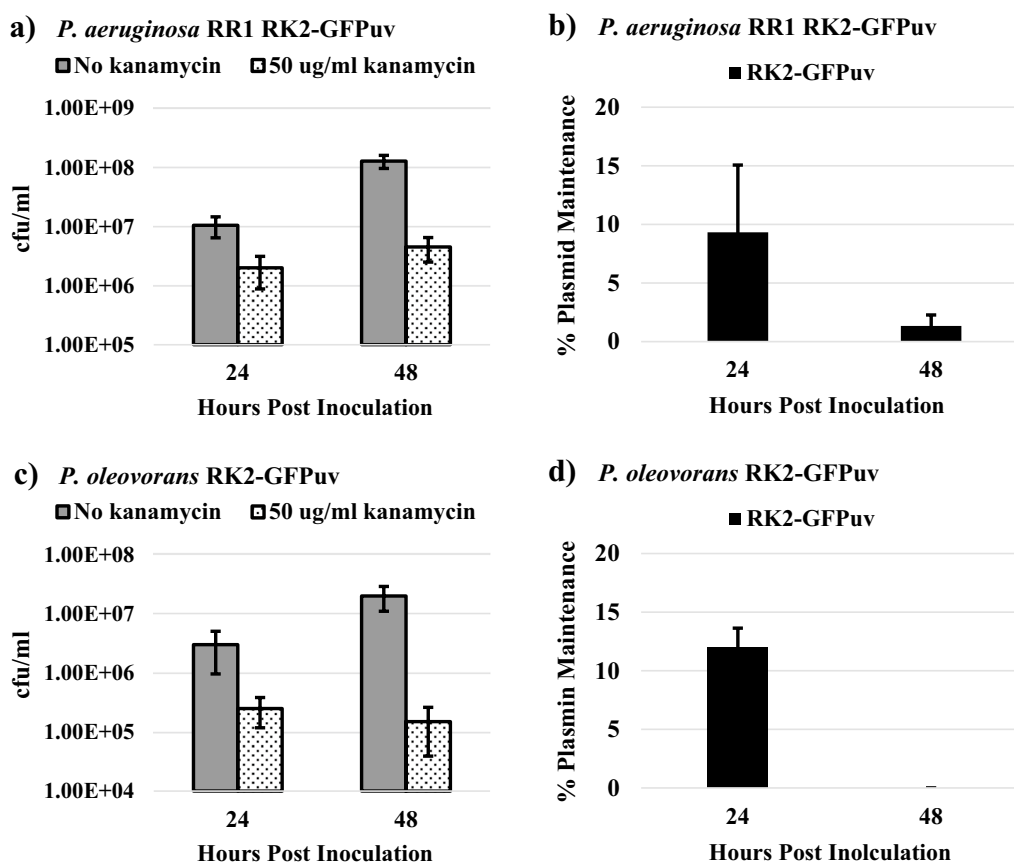 a) P. aeruginosa RR1 RK2-GFPuv
No kanamycin 50 ug/ml kanamycin
1.00E+09
1.00E+08
1.00E+07
1.00E+06
1.00E+05
cfu/ml
24 48
Hours Post Inoculation
b) P. aeruginosa RR1 RK2-GFPuv
RK2-GFPuv
20
15
10
5
0
% Plasmid Maintenance
24 48
Hours Post Inoculation
c) P. oleovorans RK2-GFPuv
No kanamycin 50 ug/ml kanamycin
1.00E+08
1.00E+07
1.00E+06
1.00E+05
1.00E+04
cfu/ml
24 48
Hours Post Inoculation
d) P. oleovorans RK2-GFPuv
RK2-GFPuv
20
15
10
5
0
% Plasmin Maintenance
24 48
Hours Post Inolculation